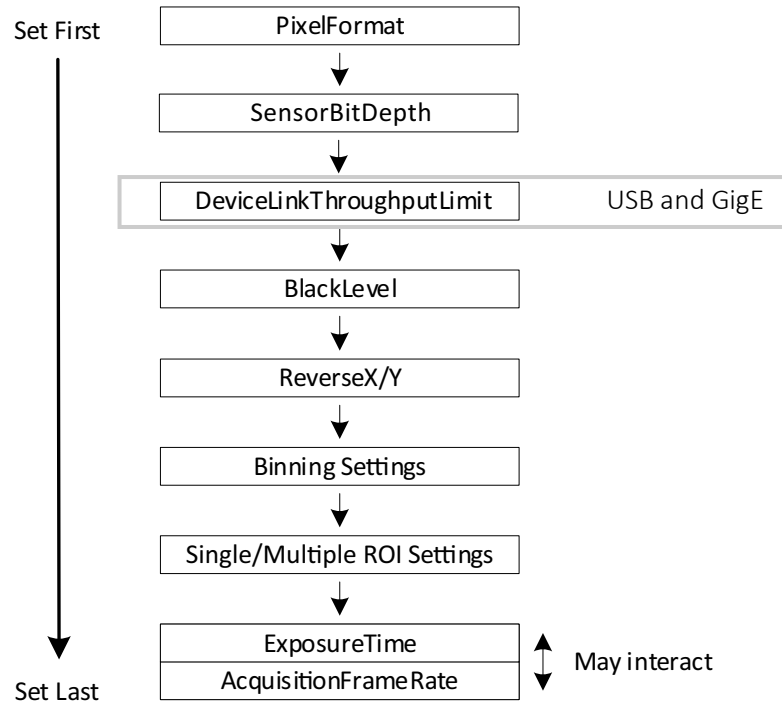 Set First
PixelFormat
SensorBitDepth
DeviceLinkThroughputLimit
USB and GigE
BlackLevel
ReverseX/Y
Binning Settings
Single/Multiple ROI Settings
ExposureTime
May interact
AcquisitionFrameRate
Set Last